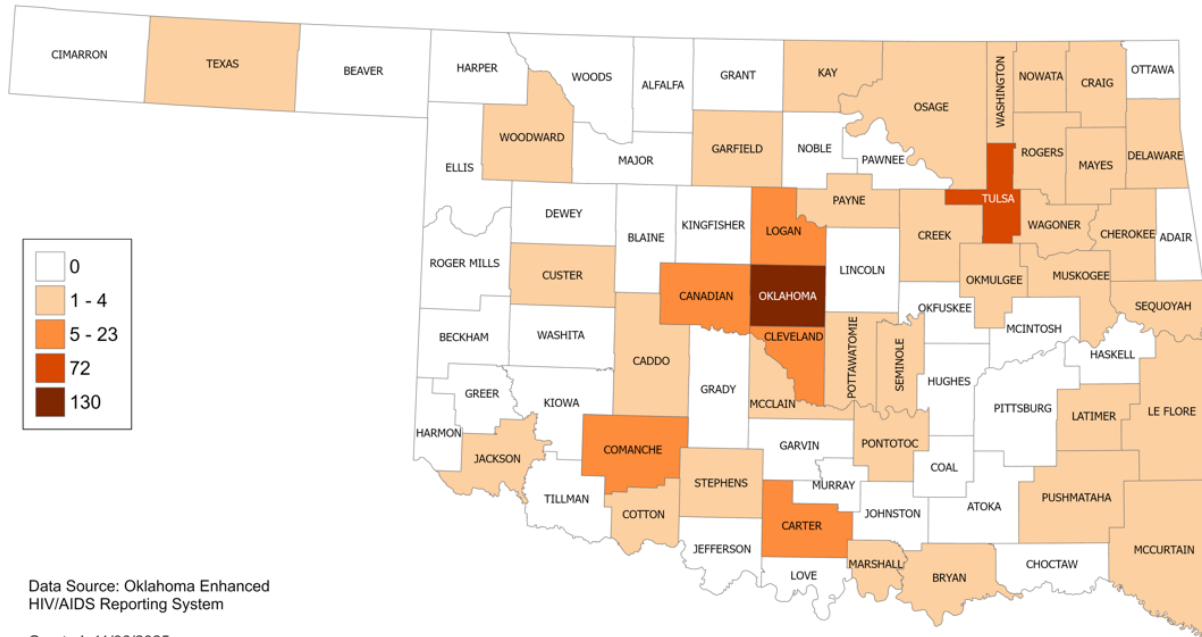 CIMARRON
TEXAS
BEAVER
HARPER
WOODS
ALFALFA
GRANT
KAY
OSAGE
WASHINGTON
NOWATA
CRAIG
OTTAWA
WOODWARD
ELLIS
MAJOR
GARFIELD
NOBLE
PAWNEE
ROGERS
MAYES
DELAWARE
DEWEY
BLAINE
KINGFISHER
LOGAN
PAYNE
CREEK
TULSA
WAGONER
CHEROKEE
ADAIR
ROGER MILLS
CUSTER
CANADIAN
OKLAHOMA
LINCOLN
OKMULGEE
MUSKOGEE
SEQUOYAH
0
1 - 4
5 - 23
72
130
BECKHAM
WASHITA
CADDO
GRADY
CLEVELAND
POTTAWATOMIE
SEMINOLE
OKFUSKEE
MCINTOSH
HASKELL
GREER
KIOWA
MCCLAIN
HUGHES
PITTSBURG
LATIMER
LE FLORE
HARMON
JACKSON
COMANCHE
GARVIN
PONTOTOC
COAL
TILLMAN
COTTON
STEPHENS
MURRAY
JOHNSTON
ATOKA
PUSHMATAHA
CARTER
JEFFERSON
LOVE
MARSHALL
BRYAN
CHOCTAW
MCCURTAIN
Data Source: Oklahoma Enhanced
HIV/AIDS Reporting System